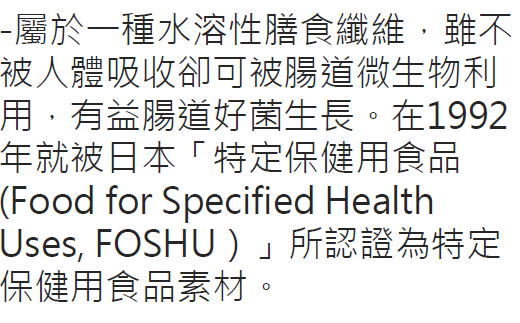 -屬於一種水溶性膳食纖維，雖不
被人體吸收卻可被腸道微生物利
用，有益腸道好菌生長。在1992
年就被日本「特定保健用食品
(Food for Specified Health
Uses, FOSHU）」所認證為特定
保健用食品素材。